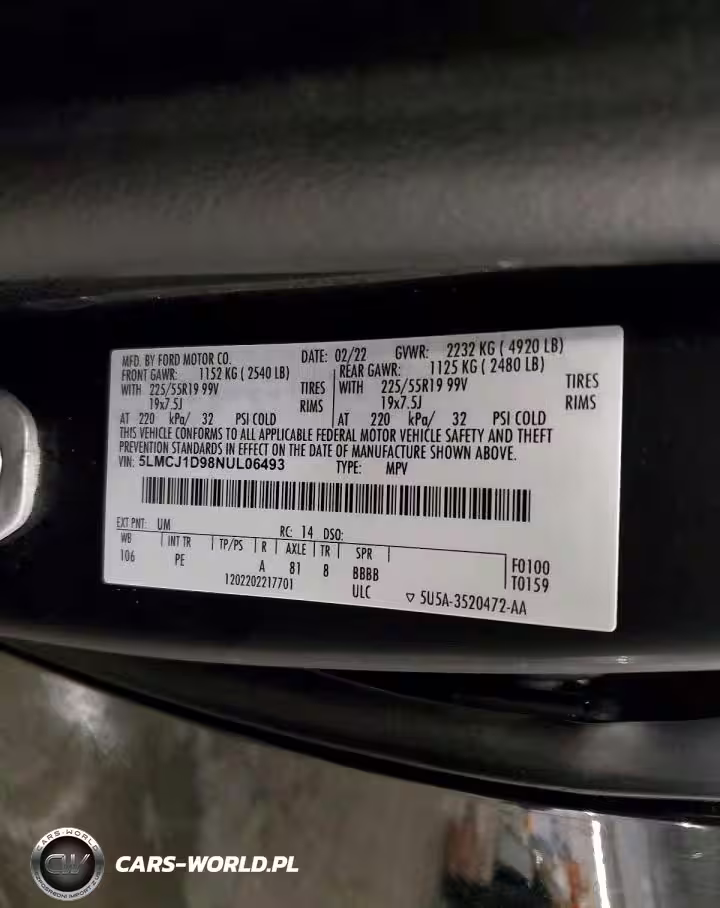 MFD. BY FORD MOTOR CO. DATE: 02/22 GVWR: 2232 KG ( 4920 LB)
FRONT GAWR: 1152 KG ( 2540 LB) REAR GAWR: 1125 KG ( 2480 LB)
WITH 225/55R19 99V TIRES WITH 225/55R19 99V TIRES
19x7.5J RIMS 19x7.5J RIMS
AT 220 kPa/ 32 PSI COLD AT 220 kPa/ 32 PSI COLD
THIS VEHICLE CONFORMS TO ALL APPLICABLE FEDERAL MOTOR VEHICLE SAFETY AND THEFT
PREVENTION STANDARDS IN EFFECT ON THE DATE OF MANUFACTURE SHOWN ABOVE.
VIN: 5LMCJ1D98NUL06493 TYPE: MPV
EXT PNT: UM RC: 14 DSO:
WB INT TR TP/PS R AXLE TR SPR
106 PE A 81 8 BBBB F0100
T0159
1202202217701 ULC ▽ 5U5A-3520472-AA
CARS-WORLD
CW
CARS-WORLD.PL